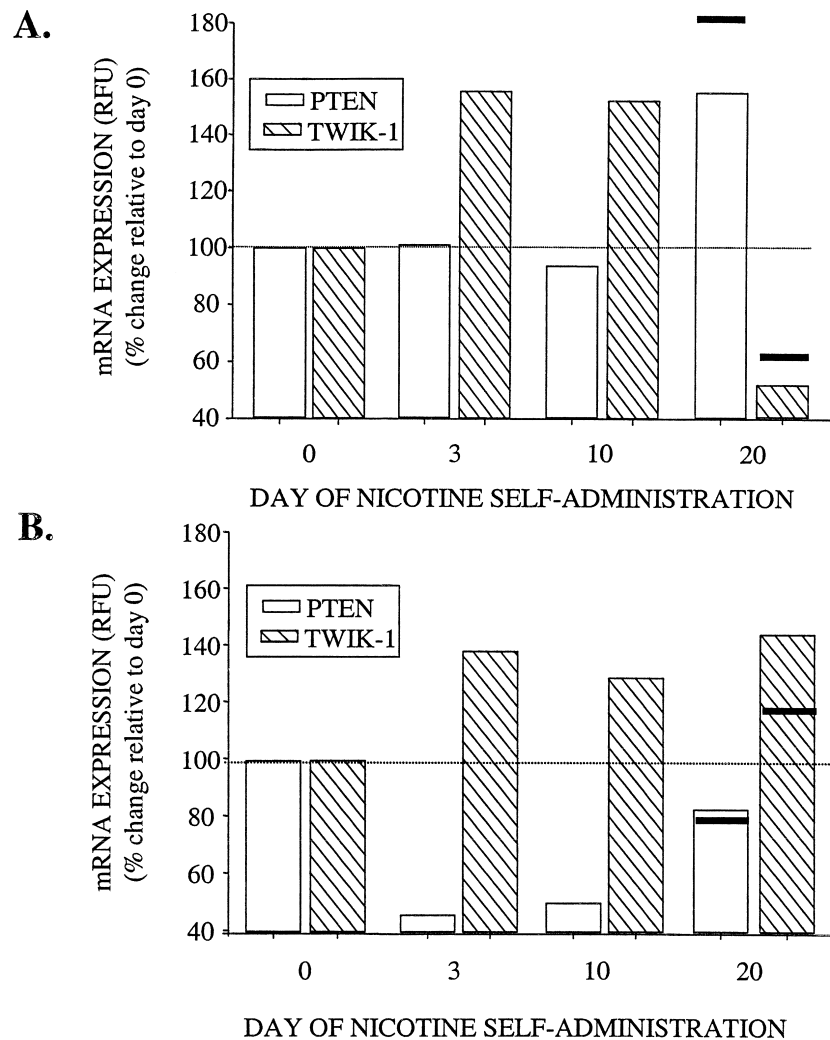 A.
mRNA EXPRESSION (RFU)
(% change relative to day 0)
180
160
140
120
100
80
60
40
PTEN
TWIK-1
0 3 10 20
DAY OF NICOTINE SELF-ADMINISTRATION
B.
mRNA EXPRESSION (RFU)
(% change relative to day 0)
180
160
140
120
100
80
60
40
PTEN
TWIK-1
0 3 10 20
DAY OF NICOTINE SELF-ADMINISTRATION